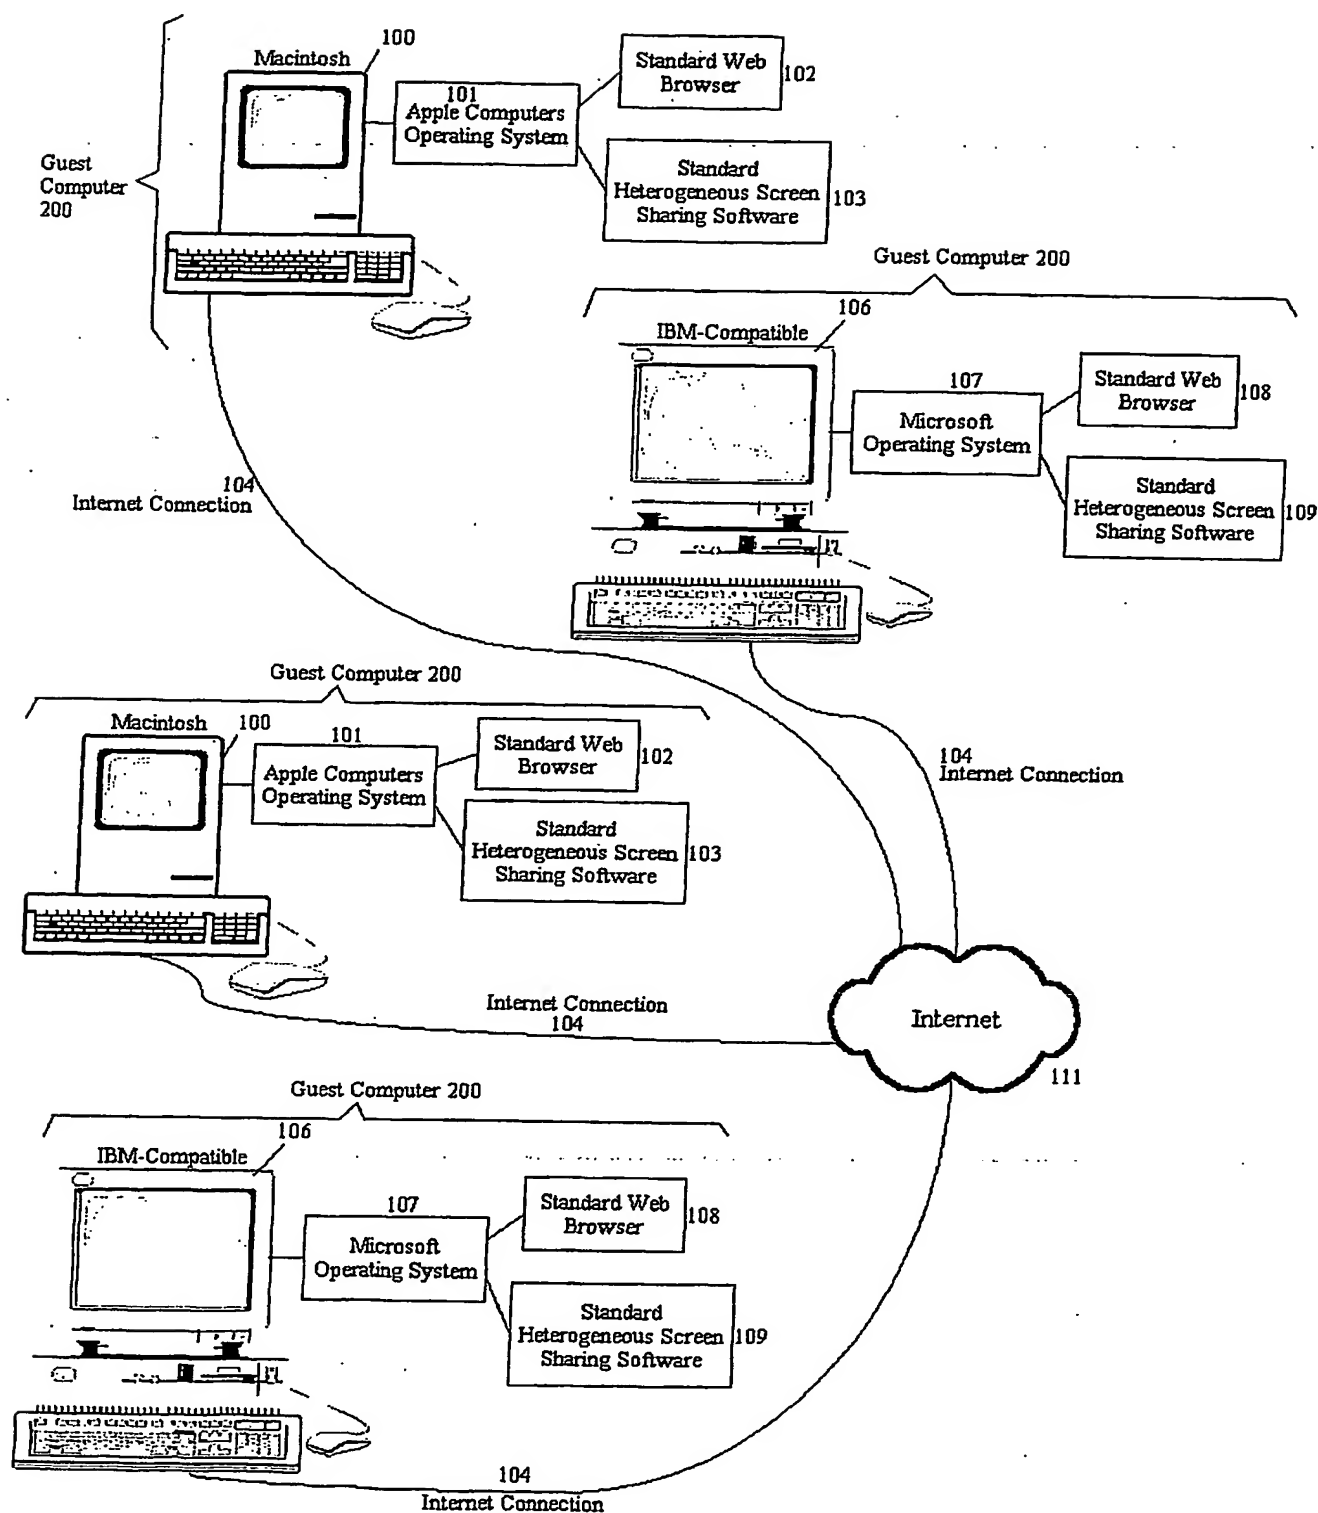 Macintosh
100
101
Apple Computers
Operating System
Standard Web
Browser
102
Standard
Heterogeneous Screen
Sharing Software
103
Guest
Computer
200
104
Internet Connection
Guest Computer 200
IBM-Compatible
106
107
Microsoft
Operating System
Standard Web
Browser
108
Standard
Heterogeneous Screen
Sharing Software
109
104
Internet Connection
Guest Computer 200
Macintosh
100
101
Apple Computers
Operating System
Standard Web
Browser
102
Standard
Heterogeneous Screen
Sharing Software
103
Internet Connection
104
Internet
111
Guest Computer 200
IBM-Compatible
106
107
Microsoft
Operating System
Standard Web
Browser
108
Standard
Heterogeneous Screen
Sharing Software
109
104
Internet Connection